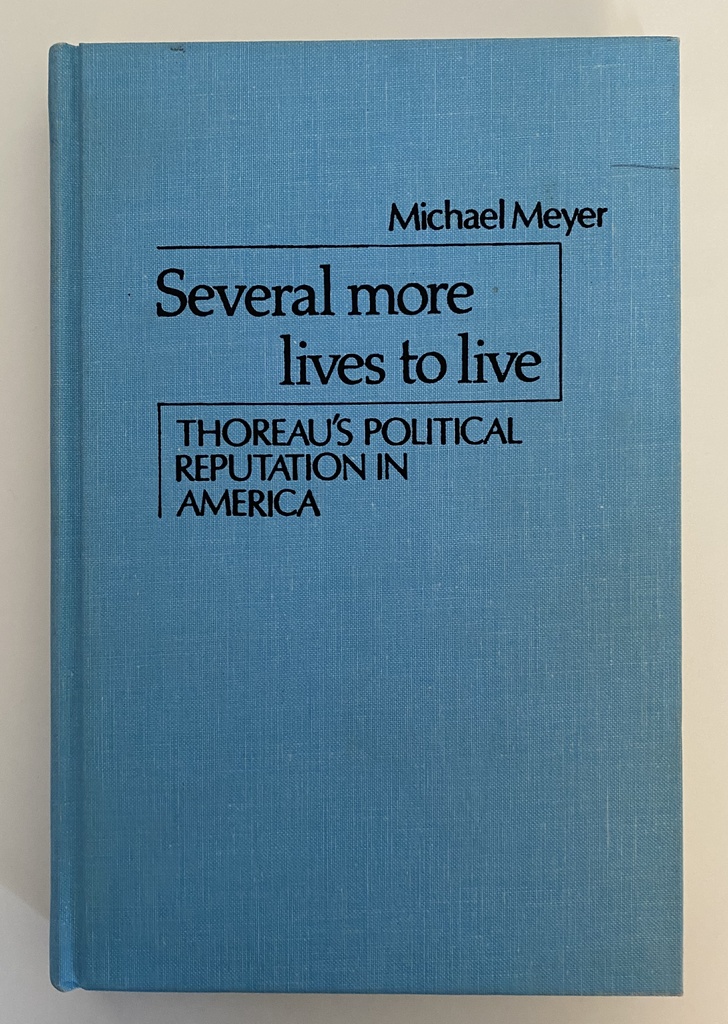 Michael Meyer
Several more
lives to live
THOREAU'S POLITICAL
REPUTATION IN
AMERICA